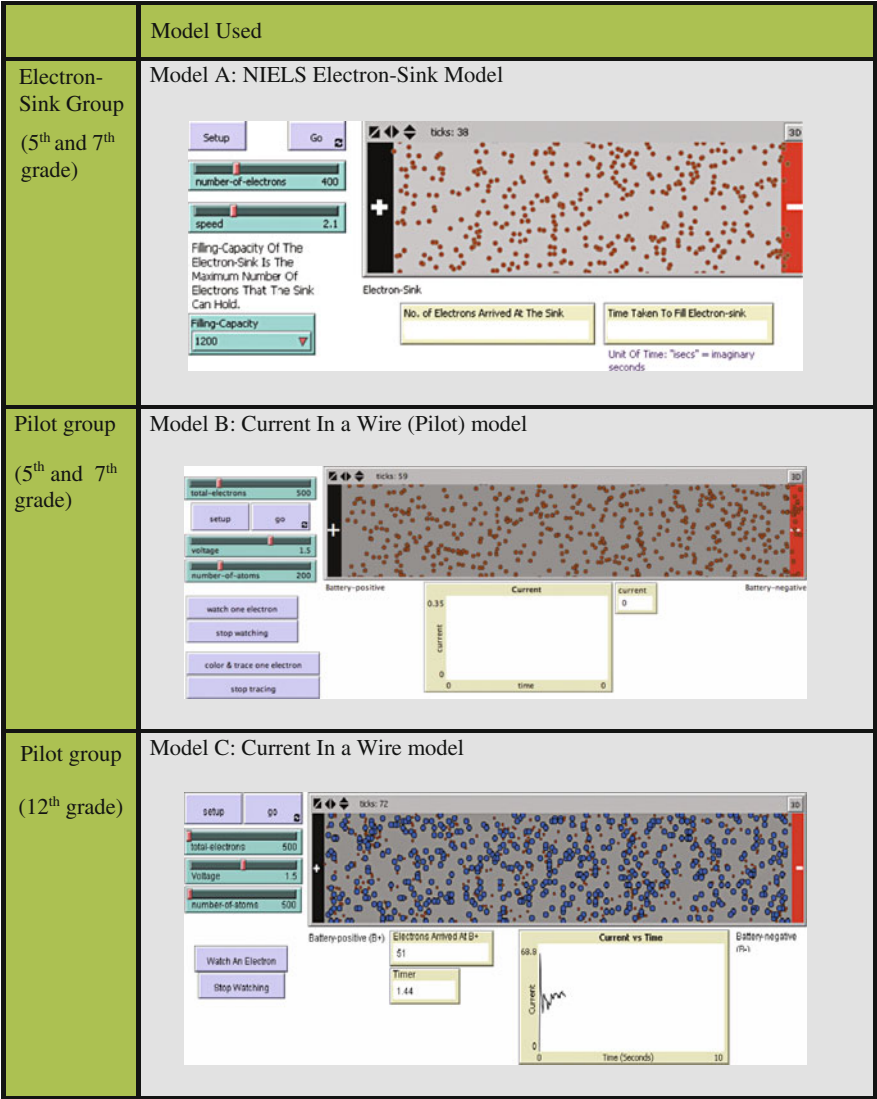 Model Used
Electron-
Sink Group
(5th and 7th
grade)
Model A: NIELS Electron-Sink Model
Setup
Go
ticks: 38
3D
number-of-electrons 400
speed 2.1
+
-
Filling-Capacity Of The
Electron-Sink Is The
Maximum Number Of
Electrons That The Sink
Can Hold.
Filling-Capacity
1200
Electron-Sink
No. of Electrons Arrived At The Sink
Time Taken To Fill Electron-sink
Unit Of Time: "isecs" = imaginary
seconds
Pilot group
(5th and 7th
grade)
Model B: Current In a Wire (Pilot) model
total-electrons 500
setup
go
voltage 1.5
number-of-atoms 200
watch one electron
stop watching
color & trace one electron
stop tracing
ticks: 59
3D
+
Battery-positive
Battery-negative
Current
0.35
current
0
0 time 0
current
0
Pilot group
(12th grade)
Model C: Current In a Wire model
setup
go
total-electrons 500
Voltage 1.5
number-of-atoms 500
Watch An Electron
Stop Watching
ticks: 72
3D
+
-
Battery-positive (B+)
Electrons Arrived At B+
51
Timer
1.44
Current vs Time
68.8
Current
0
0 Time (Seconds) 10
Battery-negative
(B-)